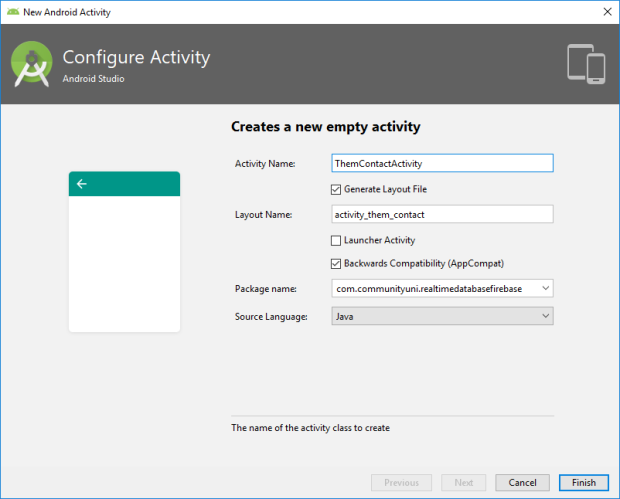 New Android Activity
Configure Activity
Android Studio
Creates a new empty activity
Activity Name: ThemContactActivity
Generate Layout File
Layout Name: activity_them_contact
Launcher Activity
Backwards Compatibility (AppCompat)
Package name: com.communityuni.realtimedatabasefirebase
Source Language: Java
The name of the activity class to create
Previous Next Cancel Finish